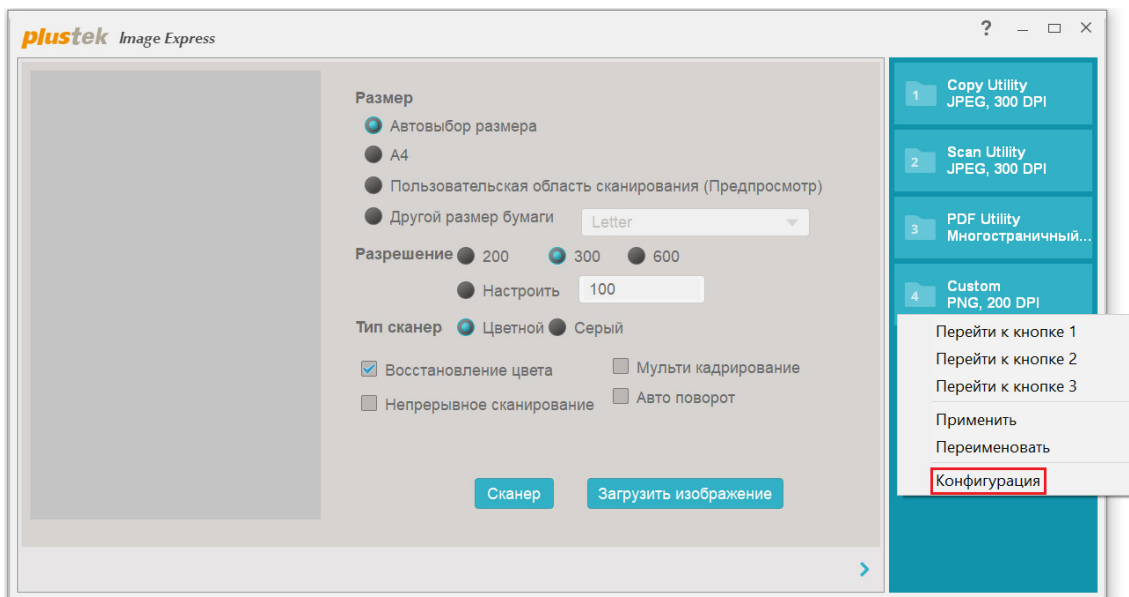 plustek Image Express
?
Размер
Автовыбор размера
A4
Пользовательская область сканирования (Предпросмотр)
Другой размер бумаги Letter
Разрешение 200 300 600
Настроить 100
Тип сканер Цветной Серый
Восстановление цвета Мульти кадрирование
Непрерывное сканирование Авто поворот
Сканер Загрузить изображение
1 Copy Utility
JPEG, 300 DPI
2 Scan Utility
JPEG, 300 DPI
3 PDF Utility
Многостраничный...
4 Custom
PNG, 200 DPI
Перейти к кнопке 1
Перейти к кнопке 2
Перейти к кнопке 3
Применить
Переименовать
Конфигурация